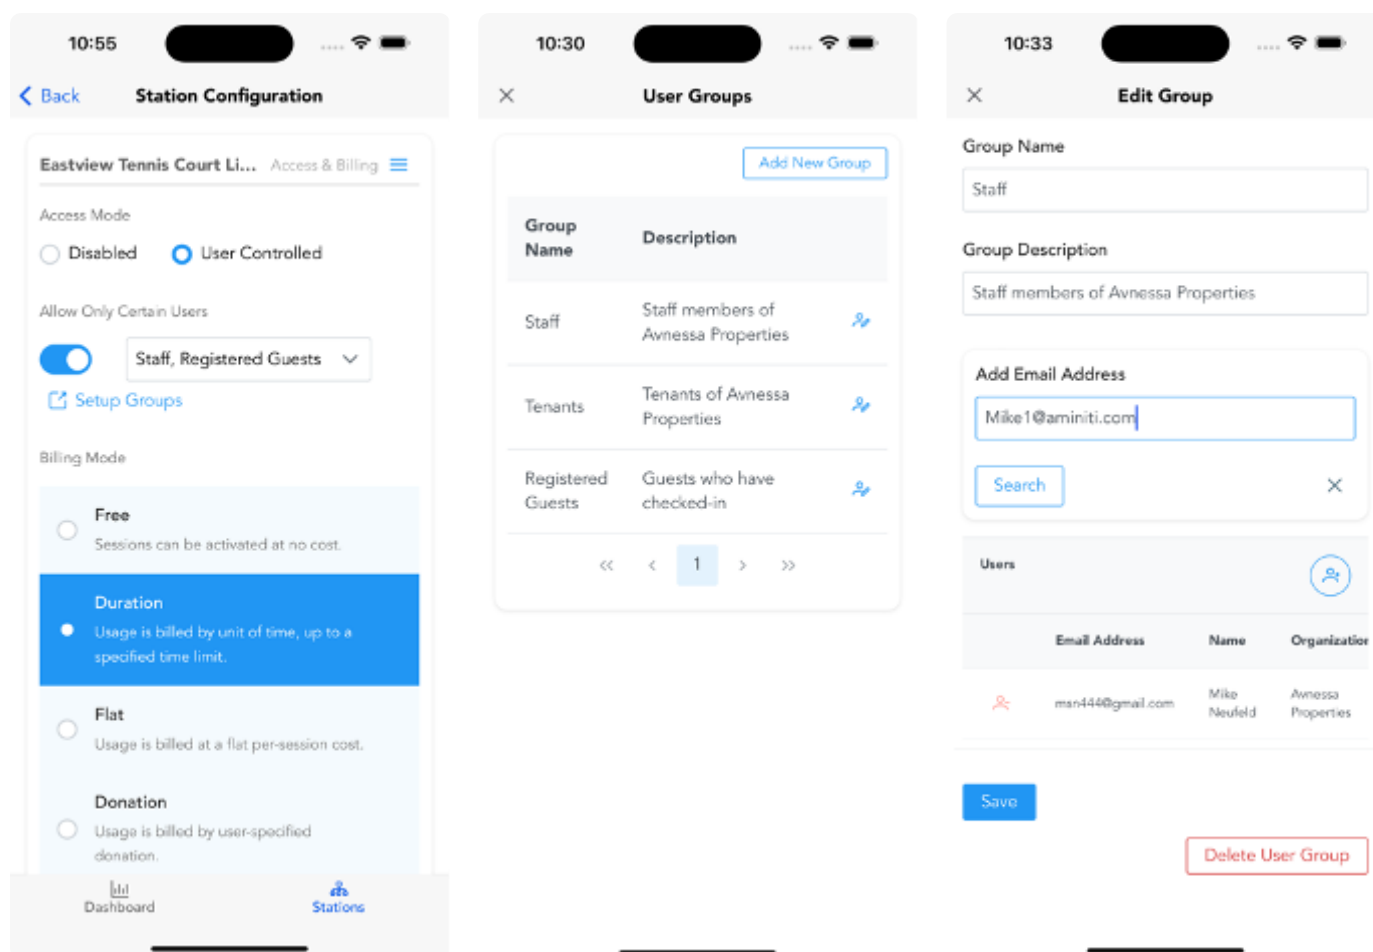 10:55
Back
Station Configuration
Eastview Tennis Court Li...
Access & Billing
Access Mode
Disabled
User Controlled
Allow Only Certain Users
Staff, Registered Guests
Setup Groups
Billing Mode
Free
Sessions can be activated at no cost.
Duration
Usage is billed by unit of time, up to a
specified time limit.
Flat
Usage is billed at a flat per-session cost.
Donation
Usage is billed by user-specified
donation.
Dashboard
Stations
10:30
User Groups
Add New Group
Group
Name
Description
Staff
Staff members of
Avnessa Properties
Tenants
Tenants of Avnessa
Properties
Registered
Guests
Guests who have
checked-in
1
10:33
Edit Group
Group Name
Staff
Group Description
Staff members of Avnessa Properties
Add Email Address
Mike1@aminiti.com
Search
Users
Email Address
Name
Organization
msn444@gmail.com
Mike
Neufeld
Avnessa
Properties
Save
Delete User Group